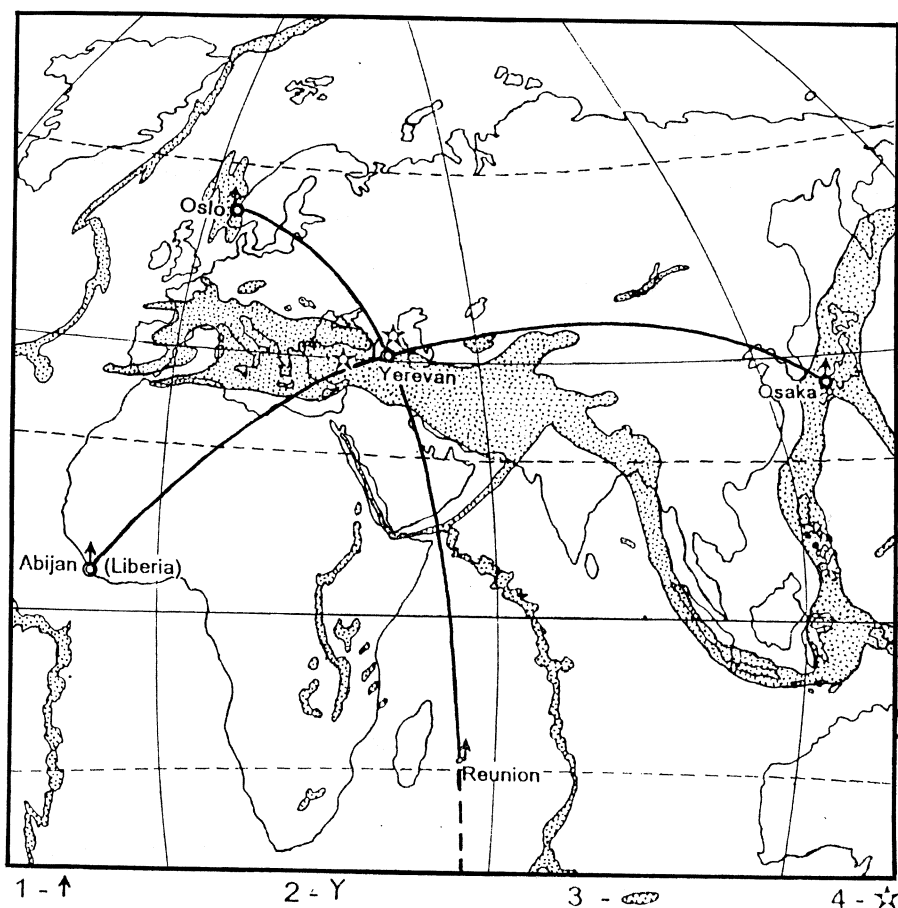 Oslo
Yerevan
Osaka
Abijan (Liberia)
Reunion
1 - ↑ 2 - Y 3 - 4 - ☆